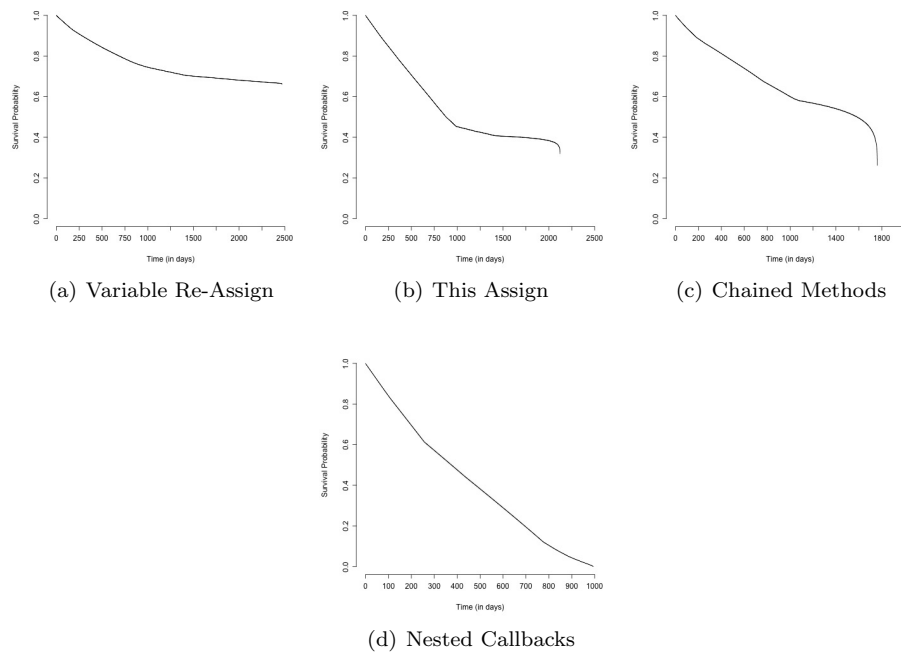 1.0
0.8
0.6
0.4
0.2
0.0
Survival Probability
0 250 500 750 1000 1500 2000 2500
Time (in days)
(a) Variable Re-Assign
1.0
0.8
0.6
0.4
0.2
0.0
Survival Probability
0 250 500 750 1000 1500 2000 2500
Time (in days)
(b) This Assign
1.0
0.8
0.6
0.4
0.2
0.0
Survival Probability
0 200 400 600 1000 1400 1800
Time (in days)
(c) Chained Methods
1.0
0.8
0.6
0.4
0.2
0.0
Survival Probability
0 100 200 300 400 500 600 700 800 900 1000
Time (in days)
(d) Nested Callbacks